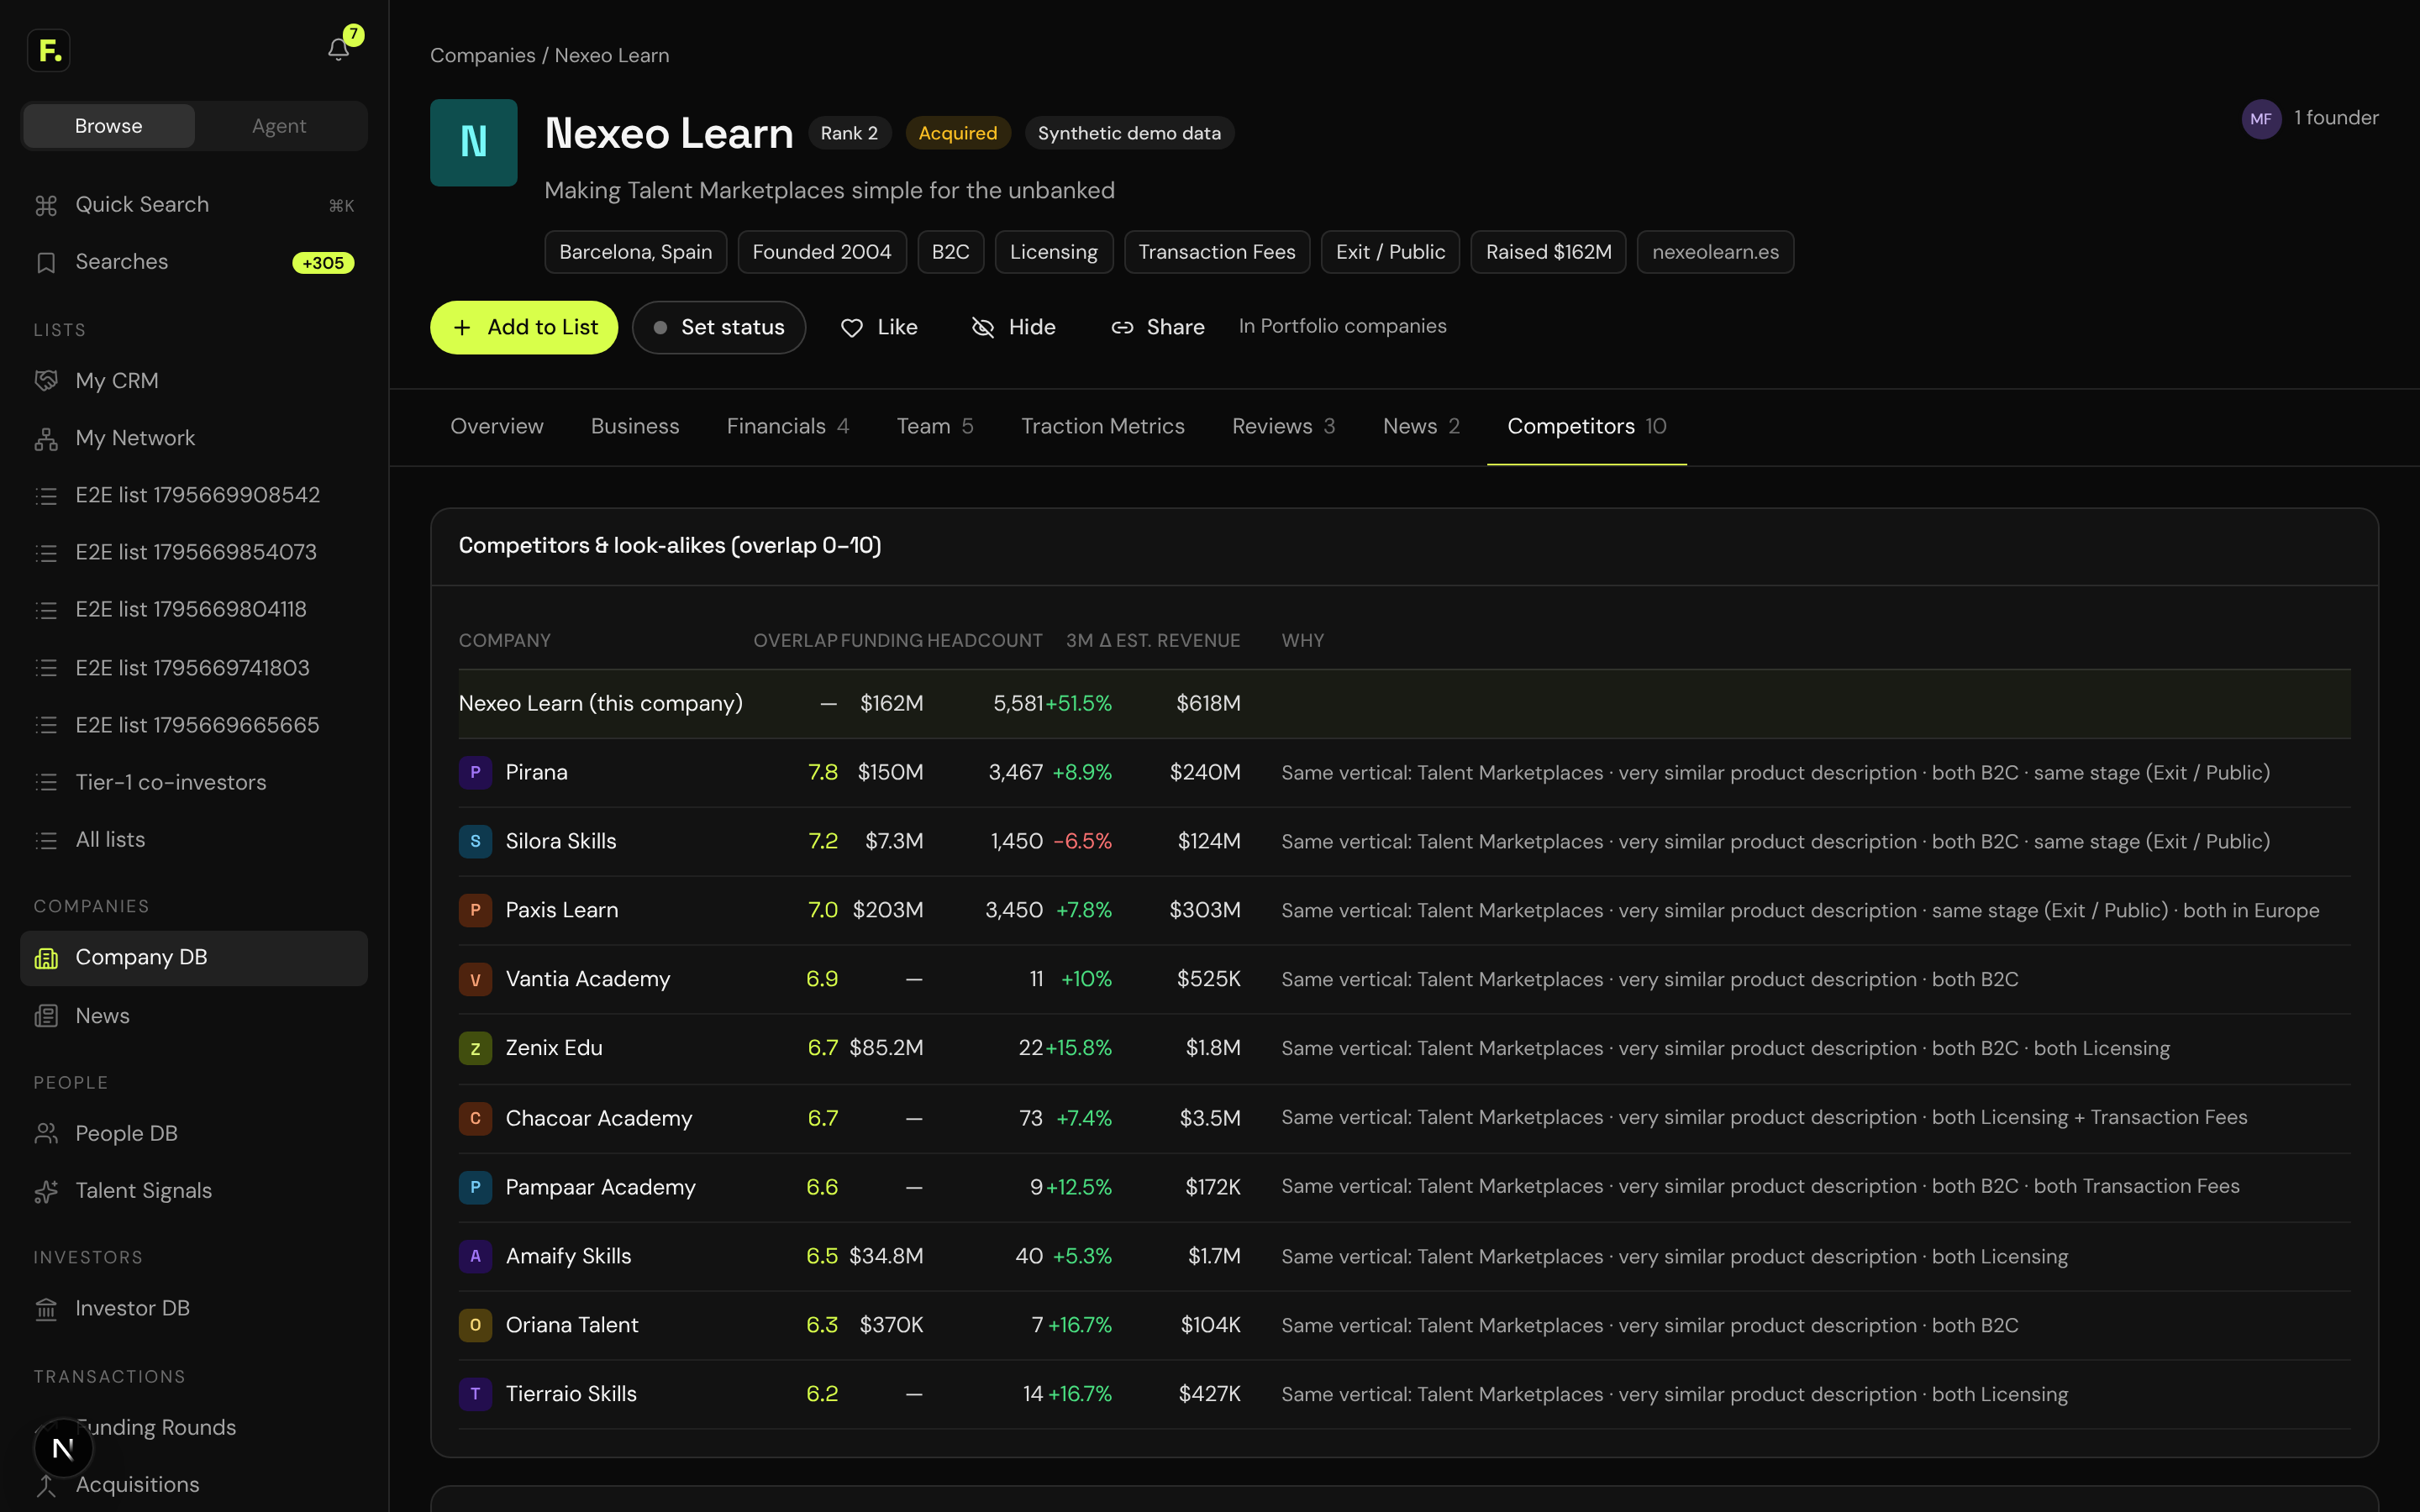 F.
7
Browse
Agent
Quick Search
⌘K
Searches
+305
LISTS
My CRM
My Network
E2E list 1795669908542
E2E list 1795669854073
E2E list 1795669804118
E2E list 1795669741803
E2E list 1795669665665
Tier-1 co-investors
All lists
COMPANIES
Company DB
News
PEOPLE
People DB
Talent Signals
INVESTORS
Investor DB
TRANSACTIONS
Funding Rounds
N
Acquisitions
Companies / Nexeo Learn
N
Nexeo Learn
Rank 2
Acquired
Synthetic demo data
MF
1 founder
Making Talent Marketplaces simple for the unbanked
Barcelona, Spain
Founded 2004
B2C
Licensing
Transaction Fees
Exit / Public
Raised $162M
nexeolearn.es
+ Add to List
Set status
Like
Hide
Share
In Portfolio companies
Overview
Business
Financials 4
Team 5
Traction Metrics
Reviews 3
News 2
Competitors 10
Competitors & look-alikes (overlap 0–10)
COMPANY OVERLAP FUNDING HEADCOUNT 3M Δ EST. REVENUE WHY
Nexeo Learn (this company) — $162M 5,581 +51.5% $618M
P Pirana 7.8 $150M 3,467 +8.9% $240M Same vertical: Talent Marketplaces · very similar product description · both B2C · same stage (Exit / Public)
S Silora Skills 7.2 $7.3M 1,450 -6.5% $124M Same vertical: Talent Marketplaces · very similar product description · both B2C · same stage (Exit / Public)
P Paxis Learn 7.0 $203M 3,450 +7.8% $303M Same vertical: Talent Marketplaces · very similar product description · same stage (Exit / Public) · both in Europe
V Vantia Academy 6.9 — 11 +10% $525K Same vertical: Talent Marketplaces · very similar product description · both B2C
Z Zenix Edu 6.7 $85.2M 22 +15.8% $1.8M Same vertical: Talent Marketplaces · very similar product description · both B2C · both Licensing
C Chacoar Academy 6.7 — 73 +7.4% $3.5M Same vertical: Talent Marketplaces · very similar product description · both Licensing + Transaction Fees
P Pampaar Academy 6.6 — 9 +12.5% $172K Same vertical: Talent Marketplaces · very similar product description · both B2C · both Transaction Fees
A Amaify Skills 6.5 $34.8M 40 +5.3% $1.7M Same vertical: Talent Marketplaces · very similar product description · both Licensing
O Oriana Talent 6.3 $370K 7 +16.7% $104K Same vertical: Talent Marketplaces · very similar product description · both B2C
T Tierraio Skills 6.2 — 14 +16.7% $427K Same vertical: Talent Marketplaces · very similar product description · both Licensing